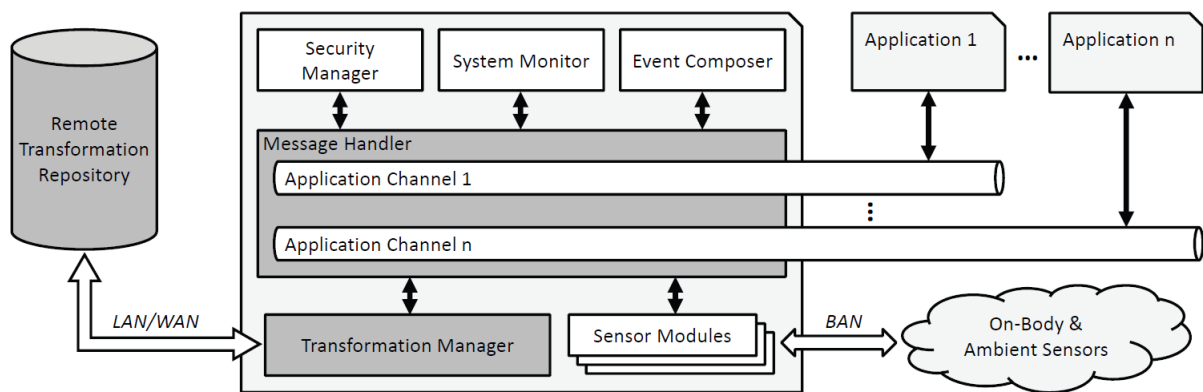 Security
Manager
System Monitor
Event Composer
Application 1
...
Application n
Remote
Transformation
Repository
Message Handler
Application Channel 1
...
Application Channel n
LAN/WAN
Transformation Manager
Sensor Modules
BAN
On-Body &
Ambient Sensors